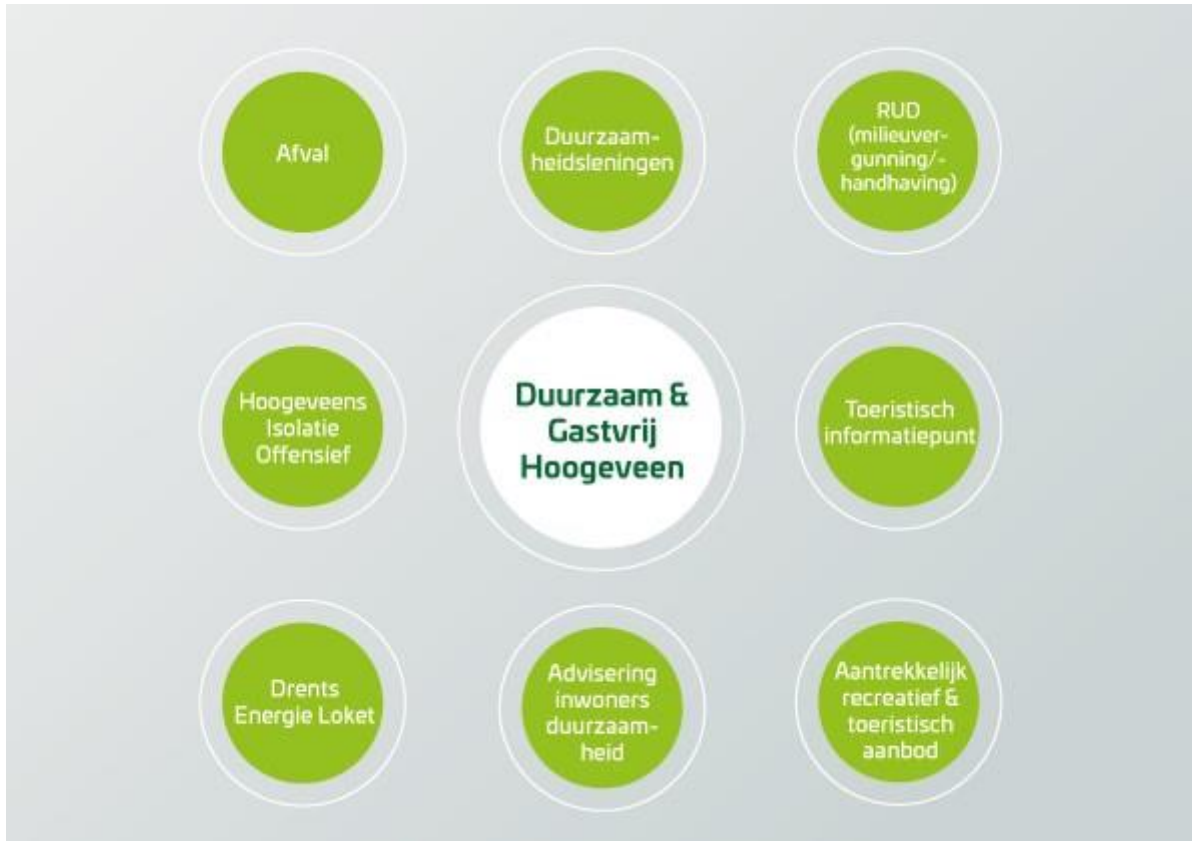 Afval
Duurzaam-
heidsleningen
RUD
(milieuver-
gunning/-
handhaving)
Hoogeveens
Isolatie
Offensief
Duurzaam &
Gastvrij
Hoogeveen
Toeristisch
informatiepunt
Drents
Energie Loket
Advisering
inwoners
duurzaam-
heid
Aantrekkelijk
recreatief &
toeristisch
aanbod